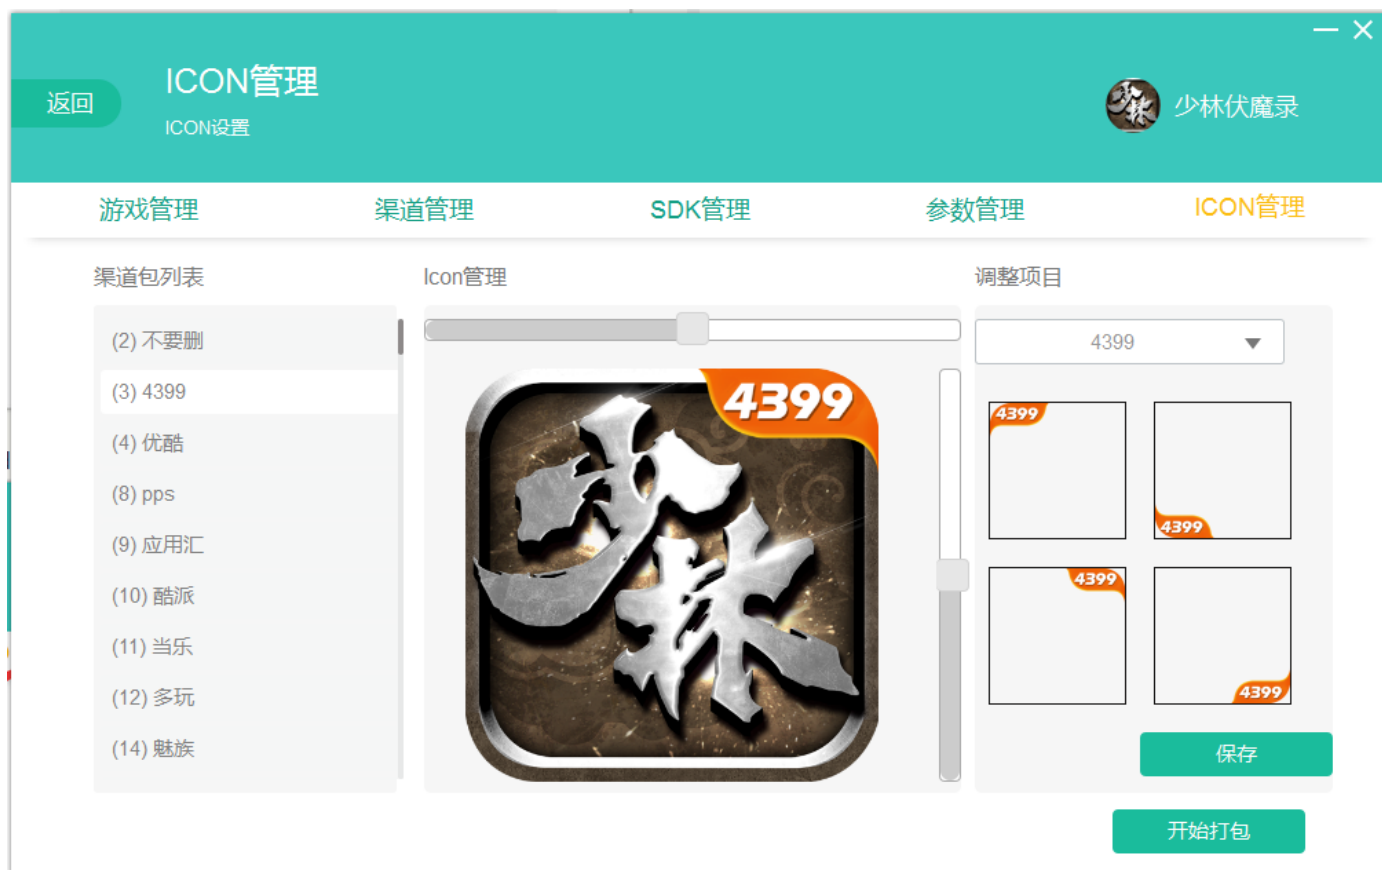 ICON管理
返回
ICON设置
少林
少林伏魔录
游戏管理
渠道管理
SDK管理
参数管理
ICON管理
渠道包列表
Icon管理
调整项目
(2) 不要删
(3) 4399
(4) 优酷
(8) pps
(9) 应用汇
(10) 酷派
(11) 当乐
(12) 多玩
(14) 魅族
4399
少林
4399
4399
4399
4399
4399
保存
开始打包